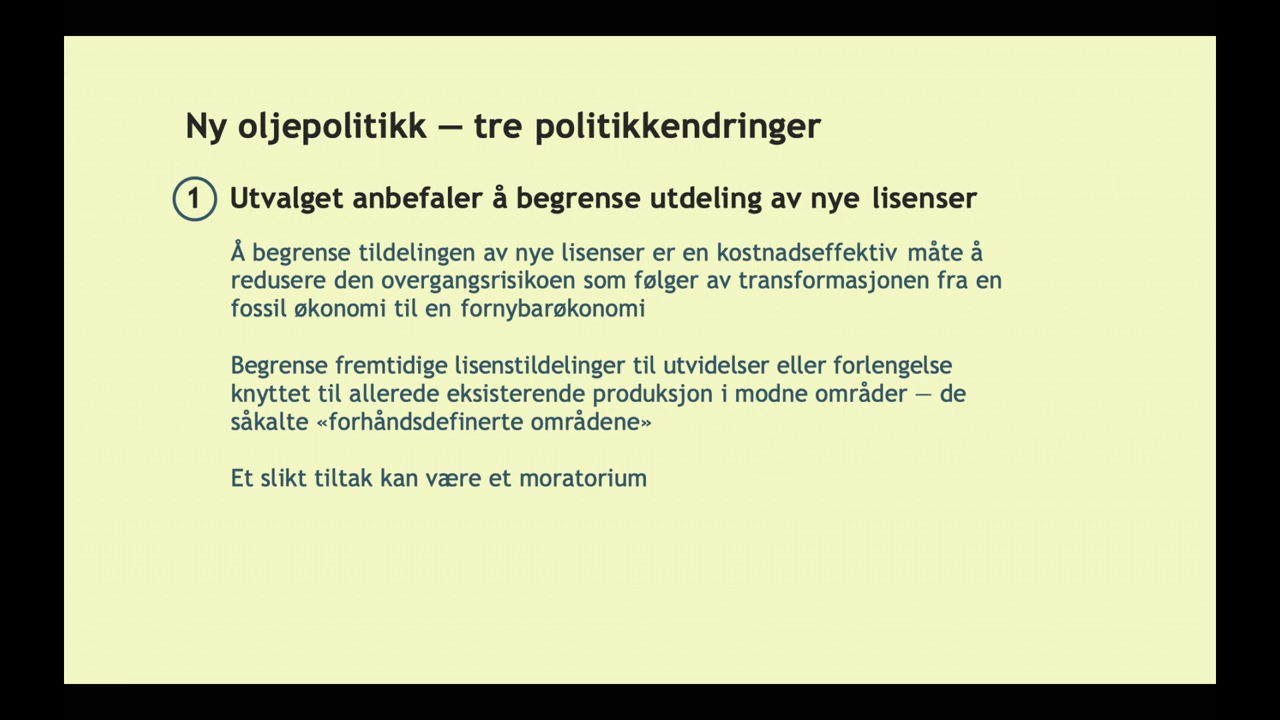 Ny oljepolitikk — tre politikkendringer
1 Utvalget anbefaler å begrense utdeling av nye lisenser
Å begrense tildelingen av nye lisenser er en kostnadseffektiv måte å
redusere den overgangsrisikoen som følger av transformasjonen fra en
fossil økonomi til en fornybarøkonomi
Begrense fremtidige lisenstildelinger til utvidelser eller forlengelse
knyttet til allerede eksisterende produksjon i modne områder — de
såkalte «forhåndsdefinerte områdene»
Et slikt tiltak kan være et moratorium